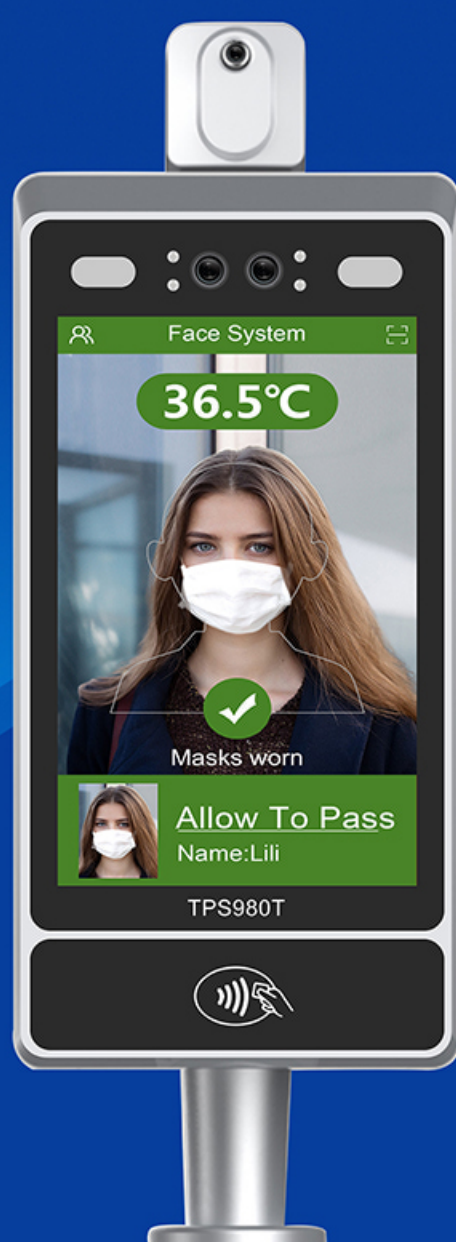 Face System
36.5°C
Masks worn
Allow To Pass
Name:Lili
TPS980T